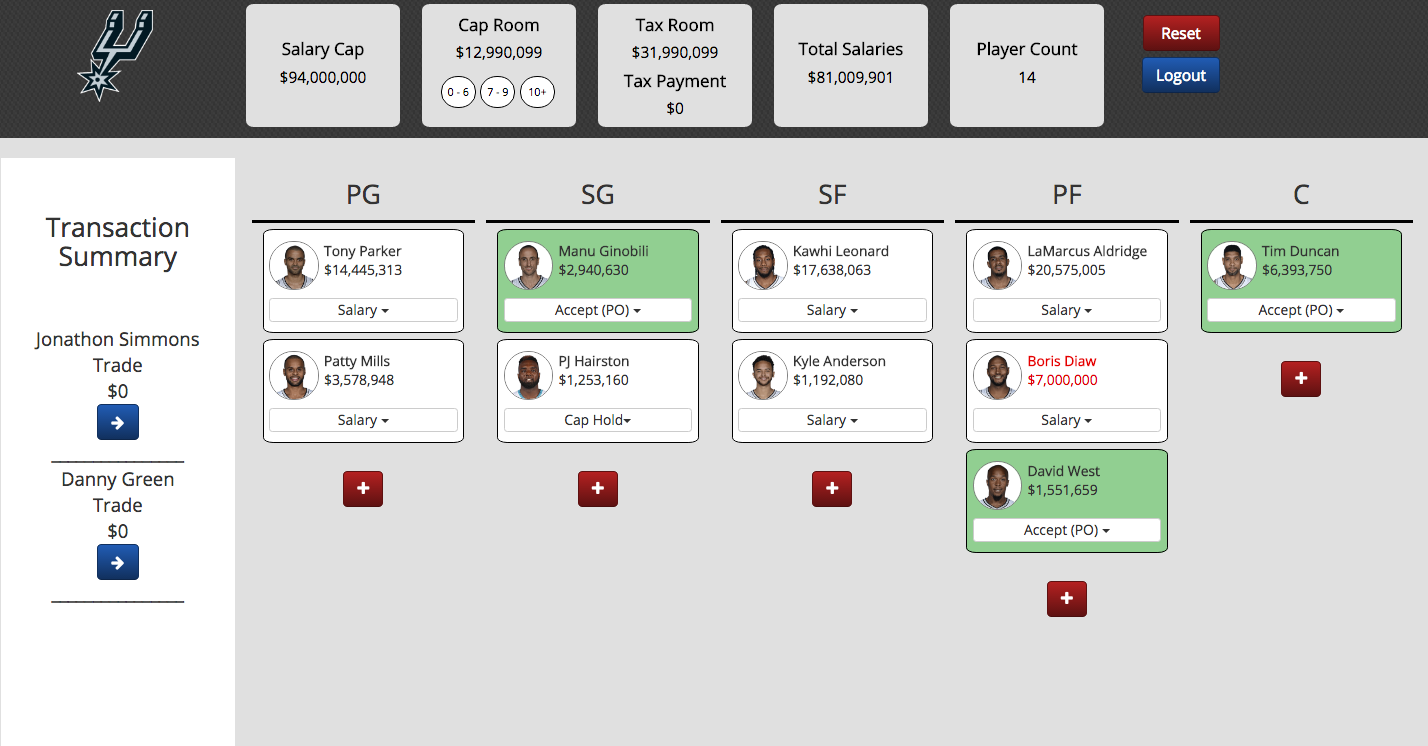 Salary Cap
$94,000,000
Cap Room
$12,990,099
0 - 6 7 - 9 10+
Tax Room
$31,990,099
Tax Payment
$0
Total Salaries
$81,009,901
Player Count
14
Reset
Logout
Transaction
Summary
Jonathon Simmons
Trade
$0
Danny Green
Trade
$0
PG
Tony Parker
$14,445,313
Salary
Patty Mills
$3,578,948
Salary
+
SG
Manu Ginobili
$2,940,630
Accept (PO)
PJ Hairston
$1,253,160
Cap Hold
+
SF
Kawhi Leonard
$17,638,063
Salary
Kyle Anderson
$1,192,080
Salary
+
PF
LaMarcus Aldridge
$20,575,005
Salary
Boris Diaw
$7,000,000
Salary
David West
$1,551,659
Accept (PO)
+
C
Tim Duncan
$6,393,750
Accept (PO)
+